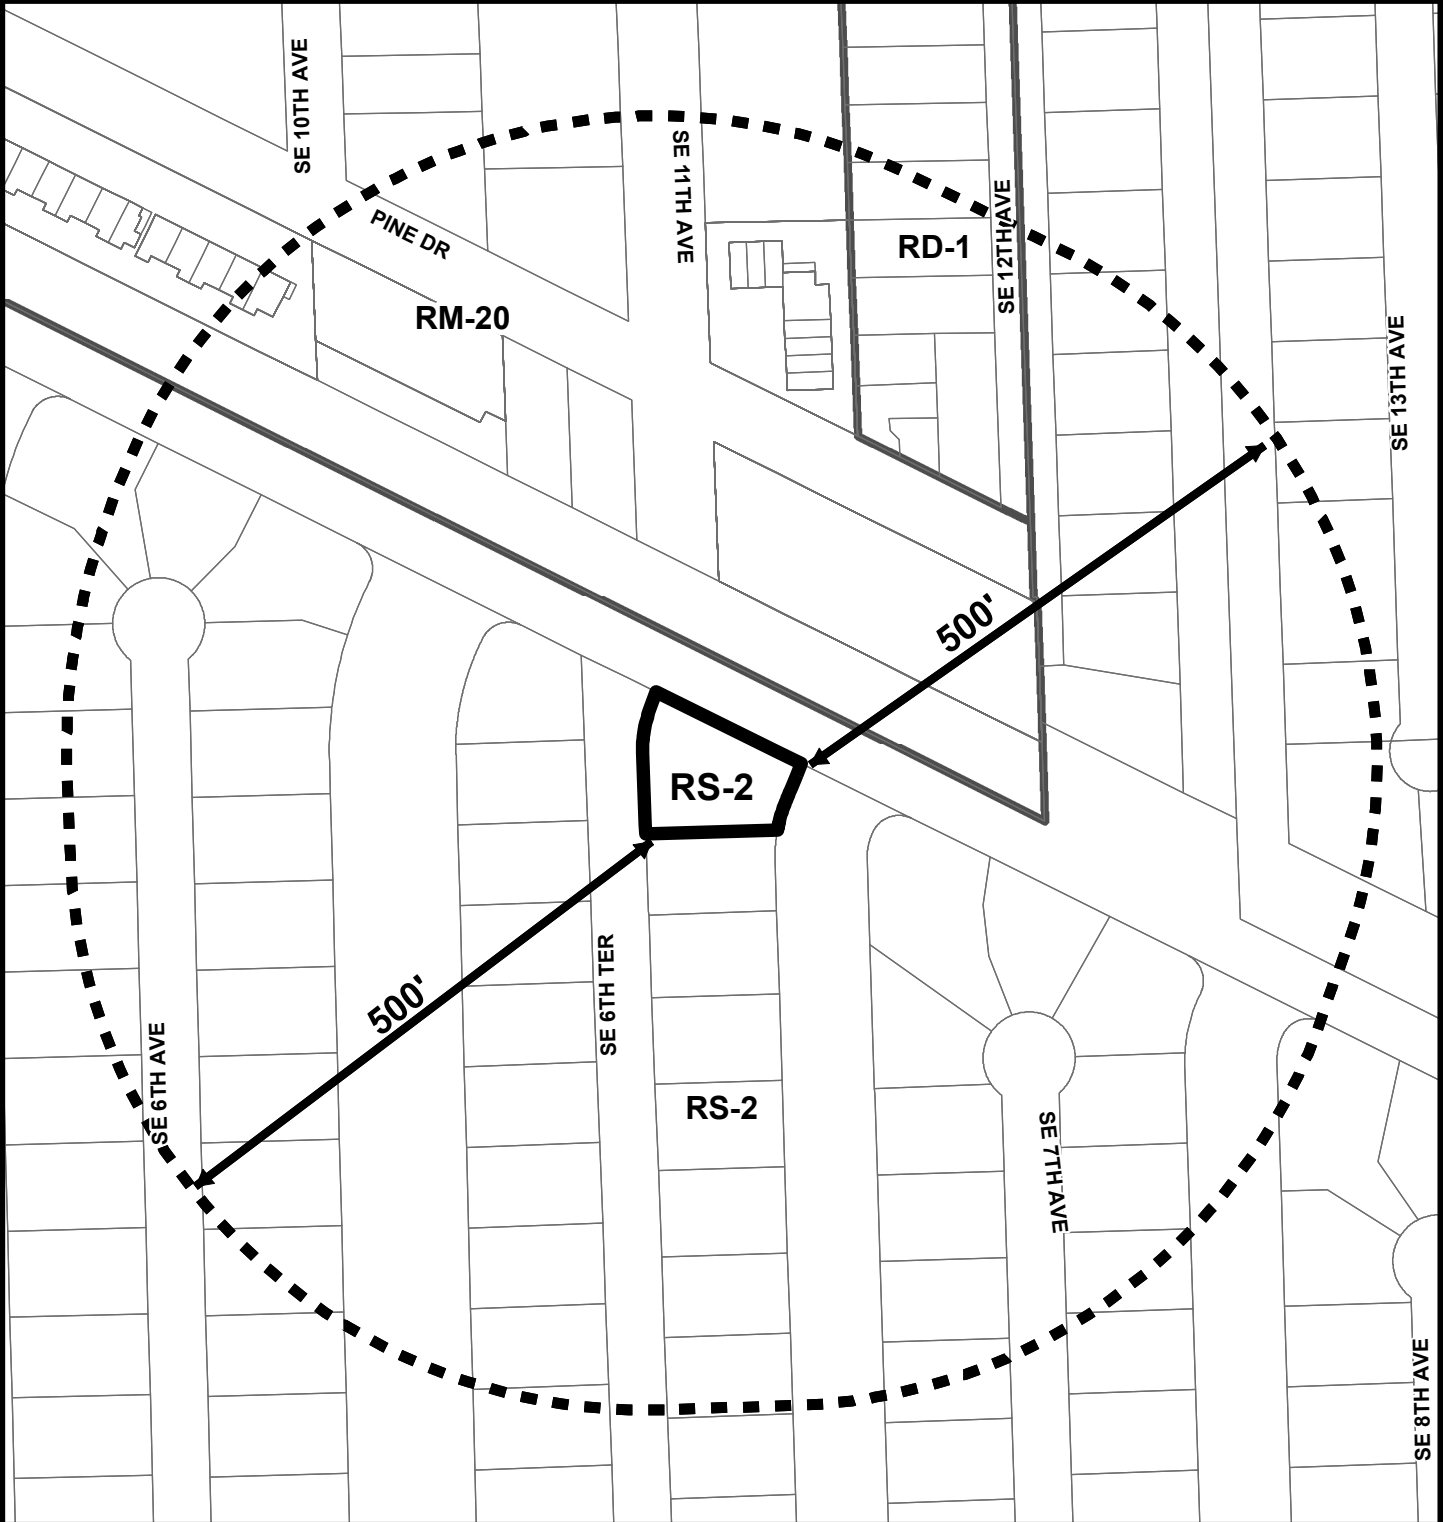 SE 10TH AVE
SE 11TH AVE
PINE DR
RD-1
SE 12TH AVE
RM-20
SE 13TH AVE
500'
RS-2
SE 6TH TER
500'
SE 6TH AVE
RS-2
SE 7TH AVE
SE 8TH AVE